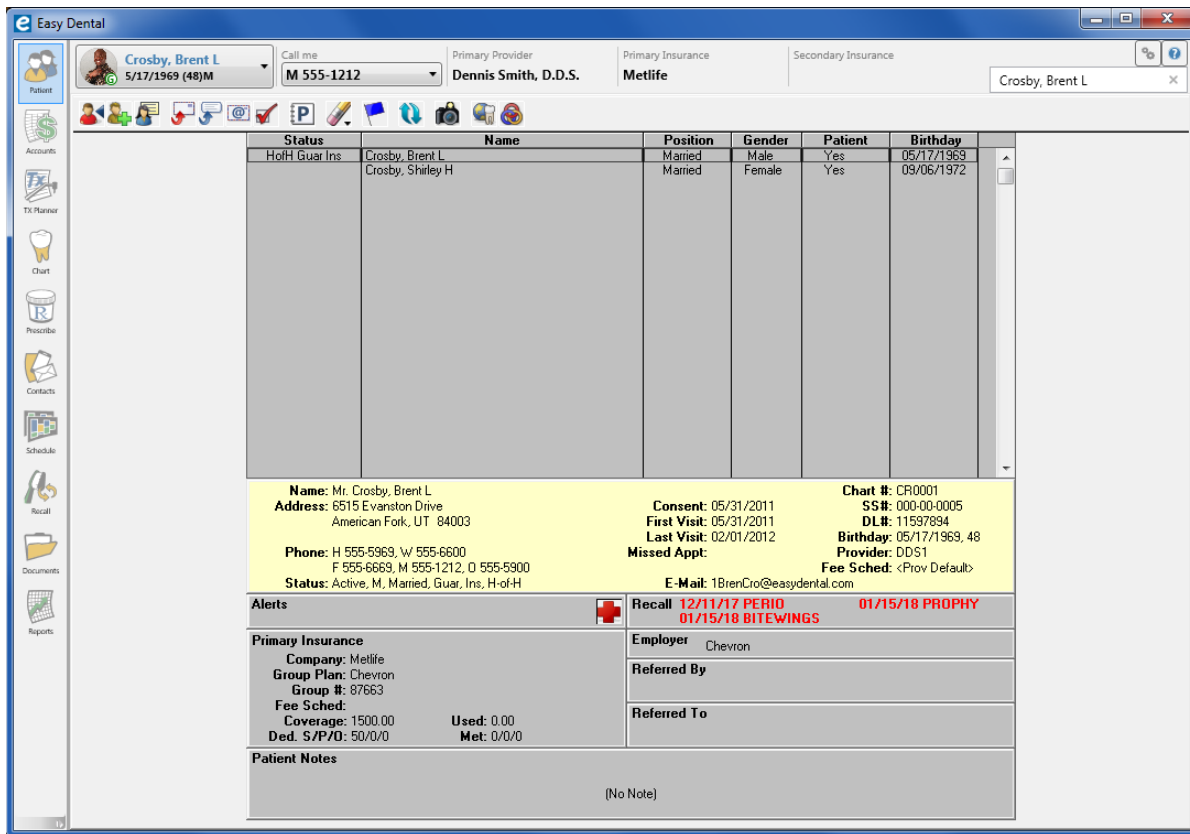 Easy Dental
Crosby, Brent L
5/17/1969 (48)M
G
Call me
M 555-1212
Primary Provider
Dennis Smith, D.D.S.
Primary Insurance
Metlife
Secondary Insurance
Crosby, Brent L
Patient
Accounts
TX Planner
Chart
Prescribe
Contacts
Schedule
Recall
Documents
Reports
Status Name Position Gender Patient Birthday
HofH Guar Ins Crosby, Brent L Married Male Yes 05/17/1969
Crosby, Shirley H Married Female Yes 09/06/1972
Name: Mr. Crosby, Brent L Chart #: CR0001
Address: 6515 Evanston Drive Consent: 05/31/2011 SS#: 000-00-0005
American Fork, UT 84003 First Visit: 05/31/2011 DL#: 11597894
Last Visit: 02/01/2012 Birthday: 05/17/1969, 48
Phone: H 555-5969, W 555-6600 Missed Appt: Provider: DDS1
F 555-6669, M 555-1212, O 555-5900 Fee Sched: <Prov Default>
Status: Active, M, Married, Guar, Ins, H-of-H E-Mail: 1BrenCro@easydental.com
Alerts
Recall 12/11/17 PERIO 01/15/18 PROPHY
01/15/18 BITEWINGS
Primary Insurance
Company: Metlife
Group Plan: Chevron
Group #: 87663
Fee Sched:
Coverage: 1500.00 Used: 0.00
Ded. S/P/O: 50/0/0 Met: 0/0/0
Employer Chevron
Referred By
Referred To
Patient Notes
(No Note)